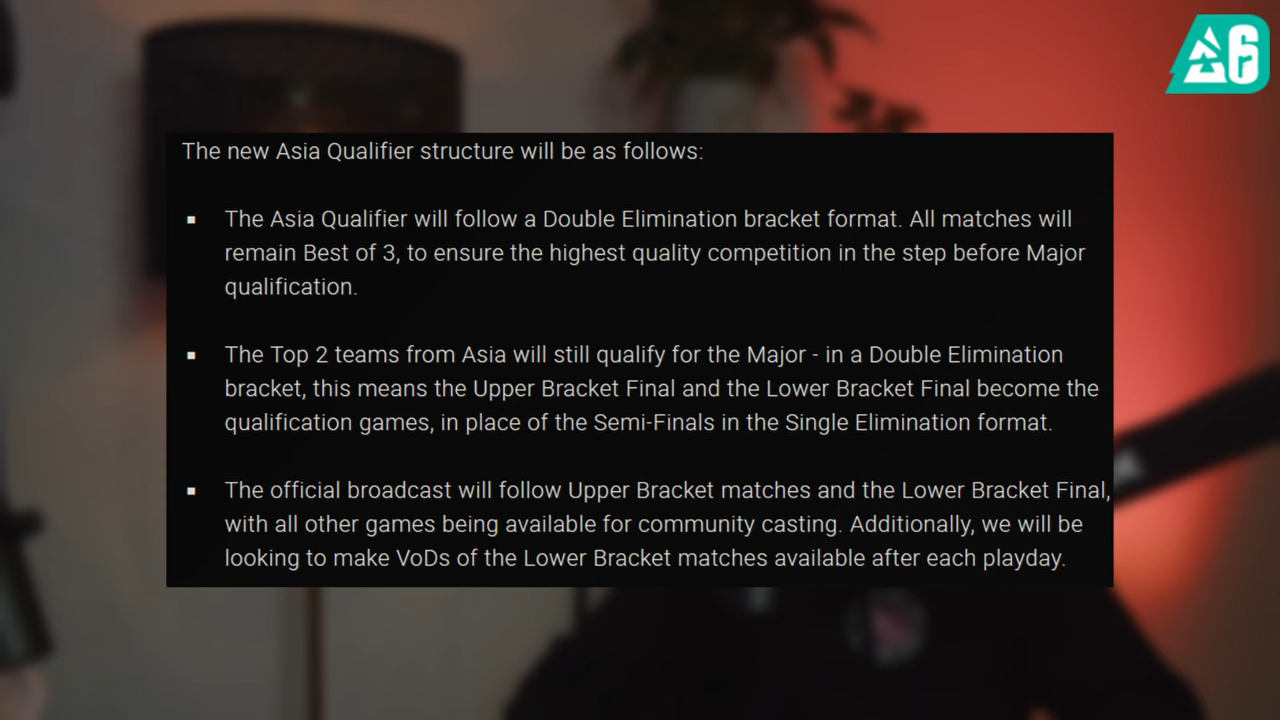 The new Asia Qualifier structure will be as follows:
▪ The Asia Qualifier will follow a Double Elimination bracket format. All matches will
remain Best of 3, to ensure the highest quality competition in the step before Major
qualification.
▪ The Top 2 teams from Asia will still qualify for the Major - in a Double Elimination
bracket, this means the Upper Bracket Final and the Lower Bracket Final become the
qualification games, in place of the Semi-Finals in the Single Elimination format.
▪ The official broadcast will follow Upper Bracket matches and the Lower Bracket Final,
with all other games being available for community casting. Additionally, we will be
looking to make VoDs of the Lower Bracket matches available after each playday.